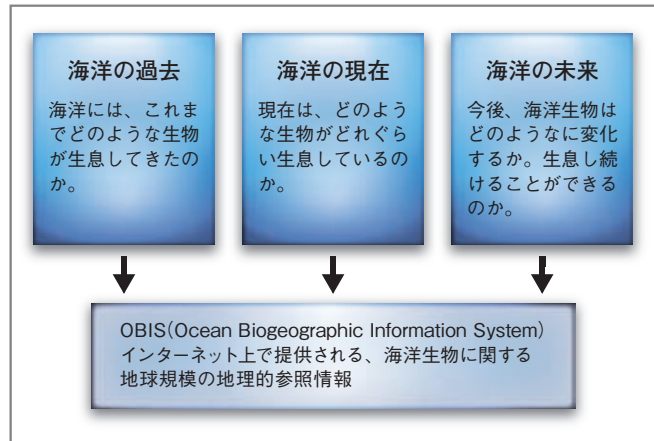 海洋の過去
海洋には、これま
でどのような生物
が生息してきたの
か。
海洋の現在
現在は、どのよう
な生物がどれぐら
い生息しているの
か。
海洋の未来
今後、海洋生物は
どのようなに変化
するか。生息し続
けることができる
のか。
OBIS(Ocean Biogeographic Information System)
インターネット上で提供される、海洋生物に関する
地球規模の地理的参照情報